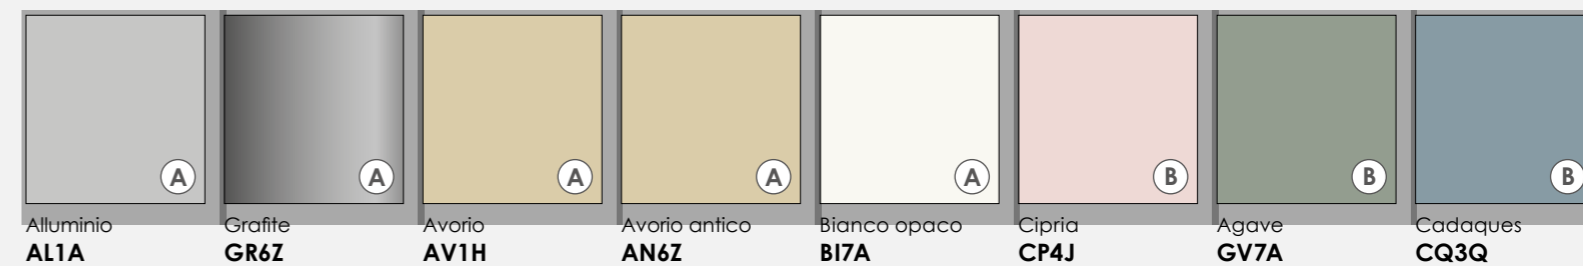 A A A A A B B B
Alluminio Grafite Avorio Avorio antico Bianco opaco Cipria Agave Cadaques
AL1A GR6Z AV1H AN6Z BI7A CP4J GV7A CQ3Q